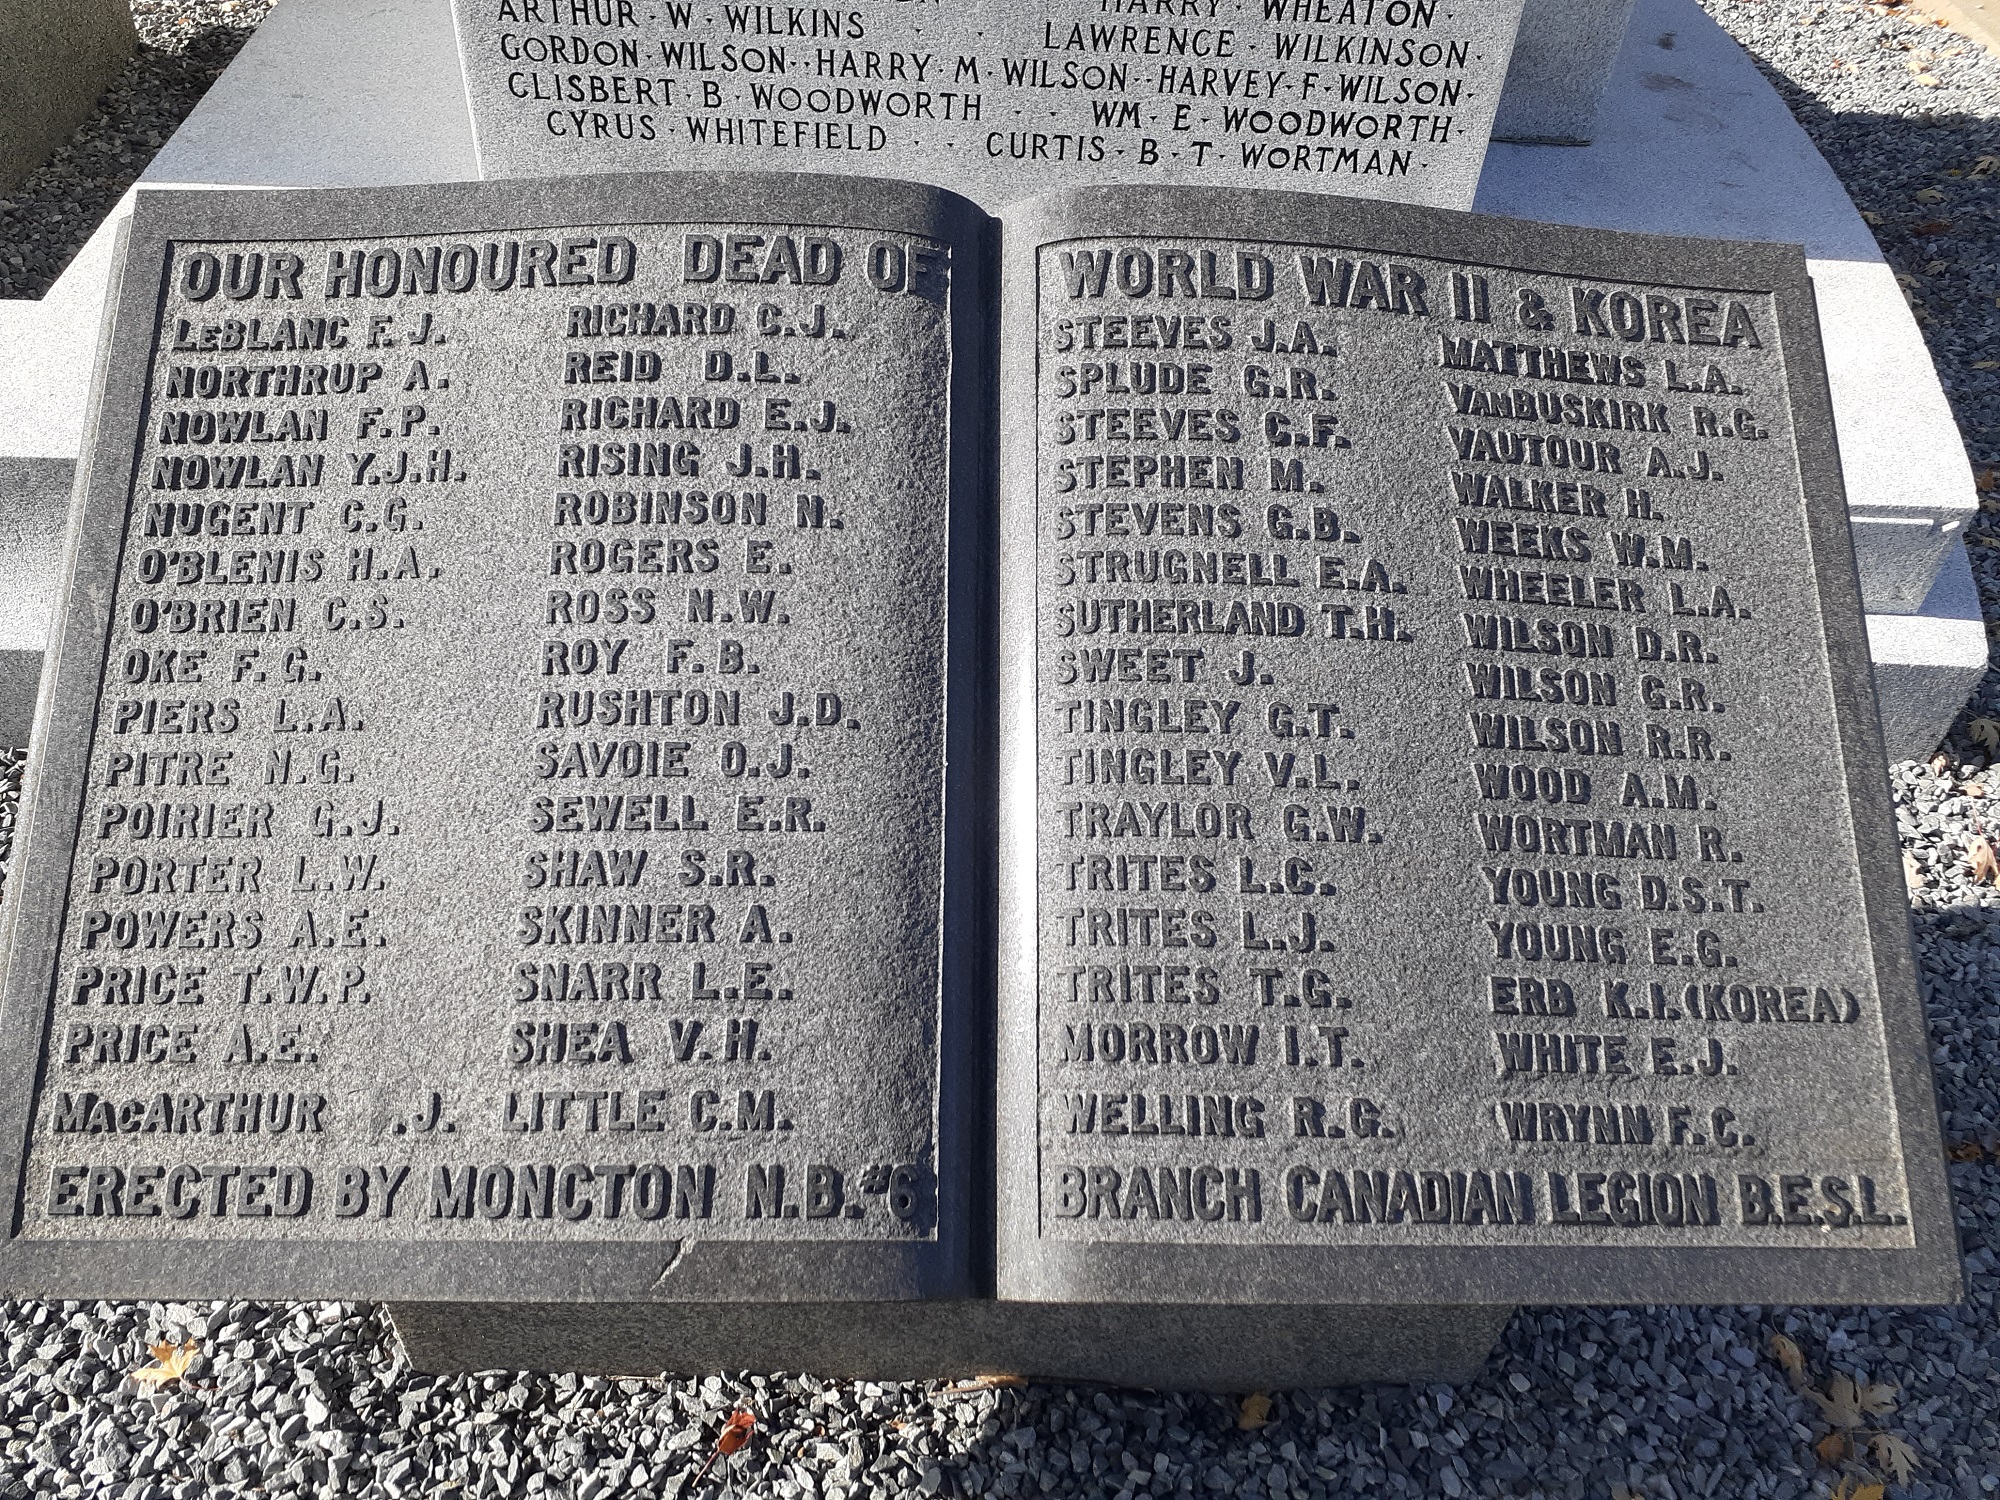 ARTHUR · W · WILKINS · · HARRY · WHEATON ·
GORDON · WILSON · · LAWRENCE · WILKINSON ·
HARRY · M · WILSON · · HARVEY · F · WILSON ·
CLISBERT · B · WOODWORTH · · WM · E · WOODWORTH ·
CYRUS · WHITEFIELD · · CURTIS · B · T · WORTMAN ·
OUR HONOURED DEAD OF
LeBLANC F. J.
NORTHRUP A.
NOWLAN F.P.
NOWLAN Y.J.H.
NUGENT C.G.
O'BLENIS H.A.
O'BRIEN C.S.
OKE F. G.
PIERS L.A.
PITRE N.G.
POIRIER G.J.
PORTER L.W.
POWERS A.E.
PRICE T.W.P.
PRICE A.E.
MacARTHUR .J.
RICHARD C.J.
REID D.L.
RICHARD E.J.
RISING J.H.
ROBINSON N.
ROGERS E.
ROSS N.W.
ROY F.B.
RUSHTON J.D.
SAVOIE O.J.
SEWELL E.R.
SHAW S.R.
SKINNER A.
SNARR L.E.
SHEA V.H.
LITTLE C.M.
ERECTED BY MONCTON N.B. #6
WORLD WAR II & KOREA
STEEVES J.A.
SPLUDE G.R.
STEEVES C.F.
STEPHEN M.
STEVENS G.B.
STRUGNELL E.A.
SUTHERLAND T.H.
SWEET J.
TINGLEY G.T.
TINGLEY V.L.
TRAYLOR G.W.
TRITES L.C.
TRITES L.J.
TRITES T.G.
MORROW I.T.
WELLING R.G.
MATTHEWS L.A.
VanBUSKIRK R.G.
VAUTOUR A.J.
WALKER H.
WEEKS W.M.
WHEELER L.A.
WILSON D.R.
WILSON G.R.
WILSON R.R.
WOOD A.M.
WORTMAN R.
YOUNG D.S.T.
YOUNG E.G.
ERB K.I. (KOREA)
WHITE E.J.
WRYNN F.C.
BRANCH CANADIAN LEGION B.E.S.L.